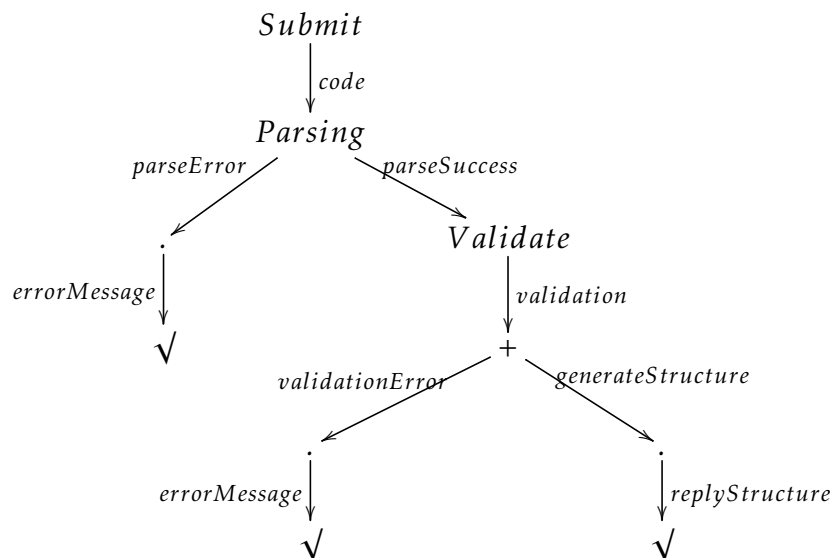 Submit
code
Parsing
parseError
parseSuccess
.
Validate
errorMessage
validation
√
+
validationError
generateStructure
.
.
errorMessage
replyStructure
√
√